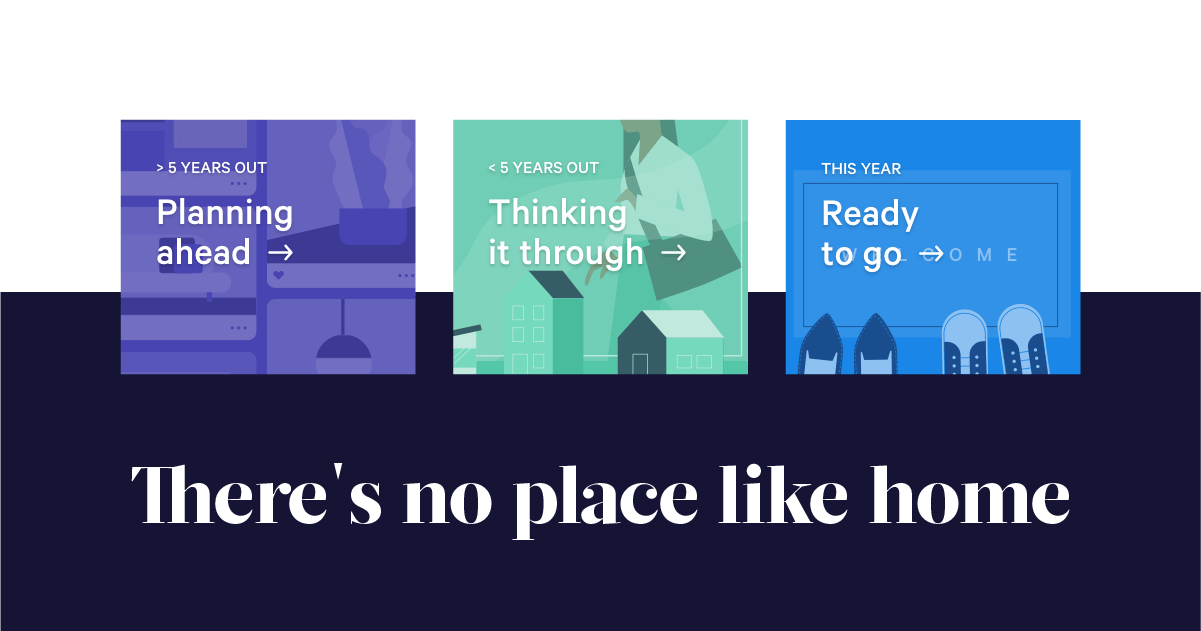 > 5 YEARS OUT
Planning
ahead →
< 5 YEARS OUT
Thinking
it through →
THIS YEAR
Ready
to go →
WELCOME
There's no place like home